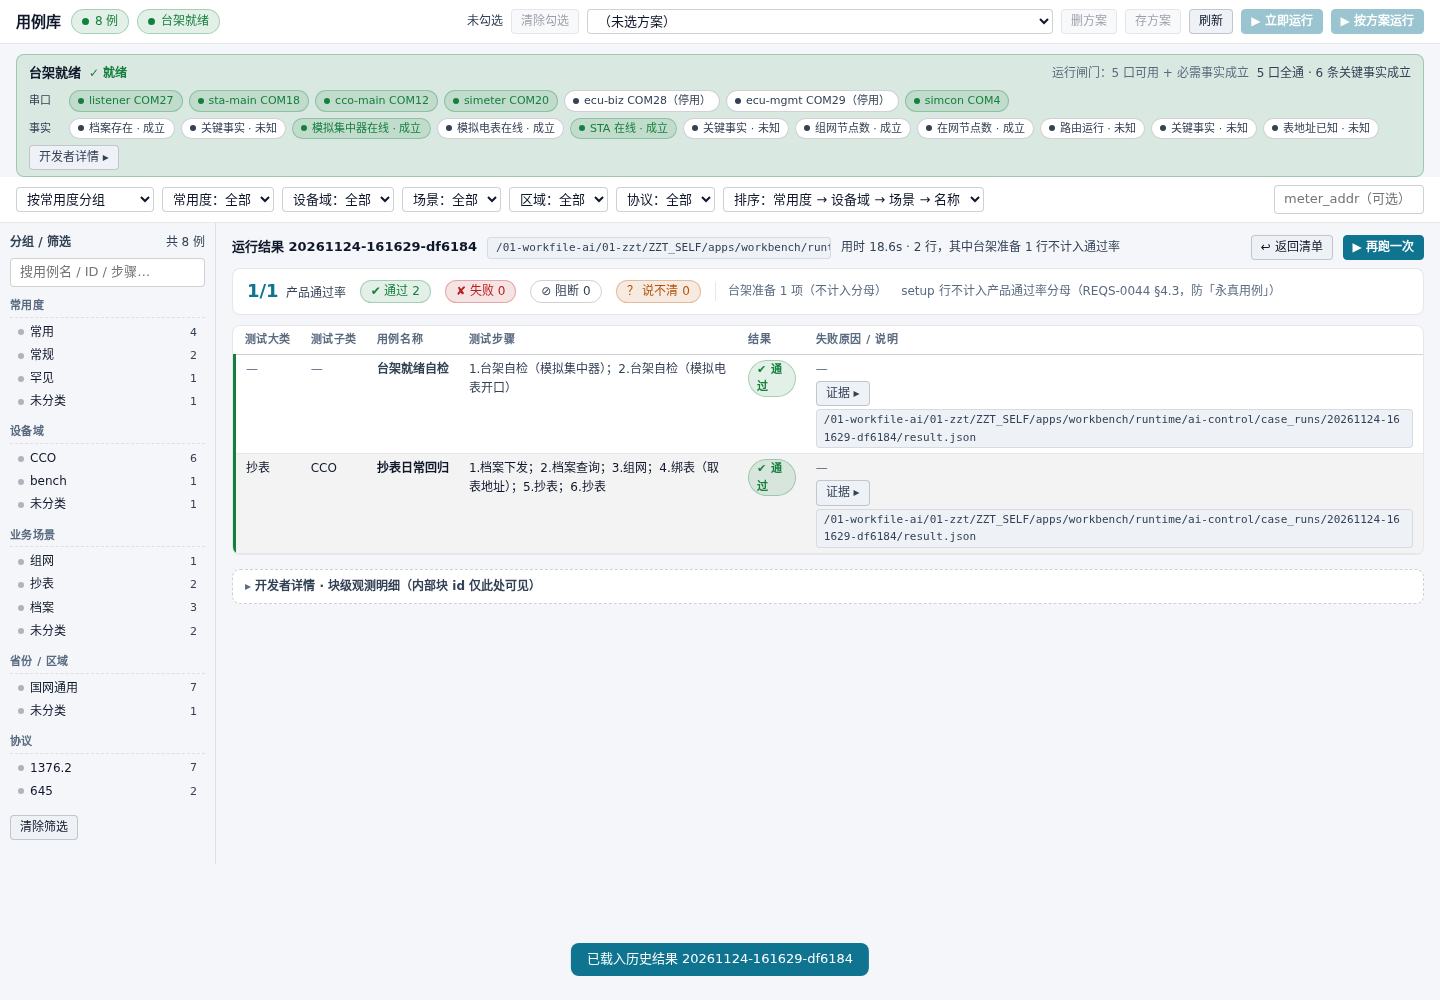 用例库 8 例 台架就绪 未勾选 清除勾选 （未选方案） 删方案 存方案 刷新 ▶ 立即运行 ▶ 按方案运行
台架就绪 ✓ 就绪 运行闸门：5 口可用 + 必需事实成立 5 口全通 · 6 条关键事实成立
串口 listener COM27 sta-main COM18 cco-main COM12 simeter COM20 ecu-biz COM28（停用） ecu-mgmt COM29（停用） simcon COM4
事实 档案存在 · 成立 关键事实 · 未知 模拟集中器在线 · 成立 模拟电表在线 · 成立 STA 在线 · 成立 关键事实 · 未知 组网节点数 · 成立 在网节点数 · 成立 路由运行 · 未知 关键事实 · 未知 表地址已知 · 未知
开发者详情 ▸
按常用度分组 常用度：全部 设备域：全部 场景：全部 区域：全部 协议：全部 排序：常用度 → 设备域 → 场景 → 名称 meter_addr（可选）
分组 / 筛选 共 8 例
搜用例名 / ID / 步骤…
常用度
常用 4
常规 2
罕见 1
未分类 1
设备域
CCO 6
bench 1
未分类 1
业务场景
组网 1
抄表 2
档案 3
未分类 2
省份 / 区域
国网通用 7
未分类 1
协议
1376.2 7
645 2
清除筛选
运行结果 20261124-161629-df6184 /01-workfile-ai/01-zzt/ZZT_SELF/apps/workbench/runt 用时 18.6s · 2 行，其中台架准备 1 行不计入通过率 ↩ 返回清单 ▶ 再跑一次
1/1 产品通过率 ✔ 通过 2 ✘ 失败 0 ⊘ 阻断 0 ？ 说不清 0 台架准备 1 项（不计入分母） setup 行不计入产品通过率分母（REQS-0044 §4.3，防「永真用例」）
测试大类 测试子类 用例名称 测试步骤 结果 失败原因 / 说明
— — 台架就绪自检 1.台架自检（模拟集中器）；2.台架自检（模拟电 ✔ 通 —
表开口） 过
证据 ▸
/01-workfile-ai/01-zzt/ZZT_SELF/apps/workbench/runtime/ai-control/case_runs/20261124-16
1629-df6184/result.json
抄表 CCO 抄表日常回归 1.档案下发；2.档案查询；3.组网；4.绑表（取 ✔ 通 —
表地址）；5.抄表；6.抄表 过
证据 ▸
/01-workfile-ai/01-zzt/ZZT_SELF/apps/workbench/runtime/ai-control/case_runs/20261124-16
1629-df6184/result.json
▸ 开发者详情 · 块级观测明细（内部块 id 仅此处可见）
已载入历史结果 20261124-161629-df6184